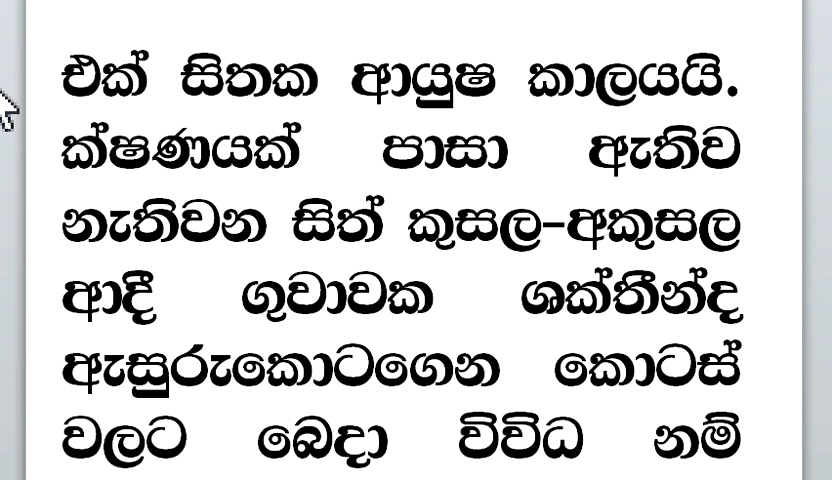 එක් සිතක ආයුෂ කාලයයි.
ක්ෂණයක් පාසා ඇතිව
නැතිවන සිත් කුසල-අකුසල
ආදී ගුවාවක ශක්තීන්ද
ඇසුරුකොටගෙන කොටස්
වලට බෙදා විවිධ නම්